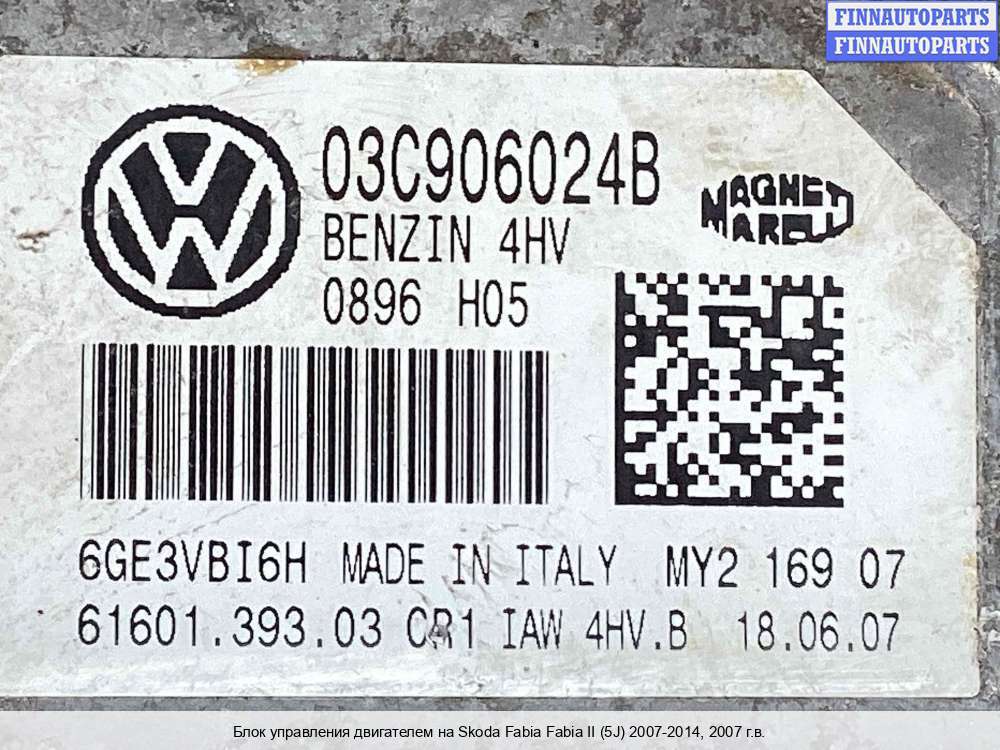 FINNAUTOPARTS
FINNAUTOPARTS
03C906024B
BENZIN 4HV
0896 H05
MAGNETI
MARELLI
6GE3VBI6H MADE IN ITALY MY2 169 07
61601.393.03 CR1 IAW 4HV.B 18.06.07
Блок управления двигателем на Skoda Fabia Fabia II (5J) 2007-2014, 2007 г.в.